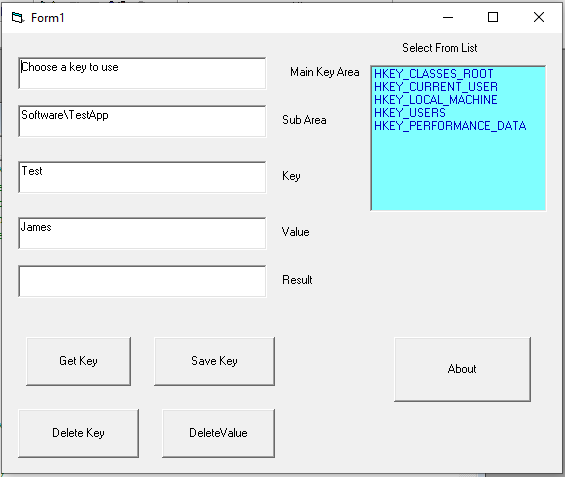 Form1
Select From List
Choose a key to use
Main Key Area
HKEY_CLASSES_ROOT
HKEY_CURRENT_USER
HKEY_LOCAL_MACHINE
HKEY_USERS
HKEY_PERFORMANCE_DATA
Software\TestApp
Sub Area
Test
Key
James
Value
Result
Get Key
Save Key
About
Delete Key
DeleteValue